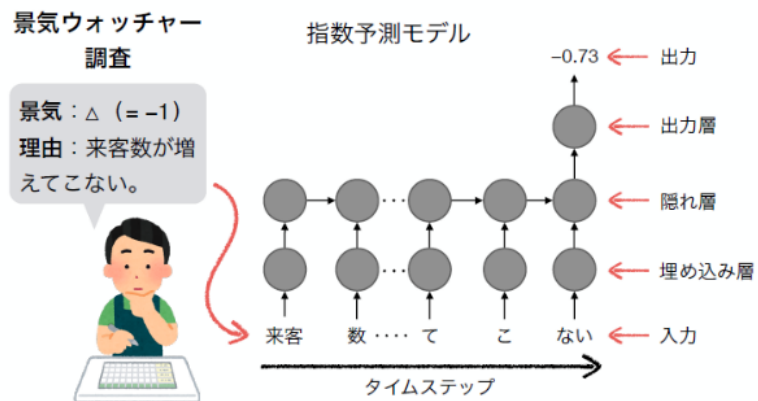 景気ウォッチャー
調査
景気：△（= −1）
理由：来客数が増
えてこない。
指数予測モデル
−0.73
出力
出力層
隠れ層
埋め込み層
来客 数 ‥‥ て こ ない
入力
タイムステップ